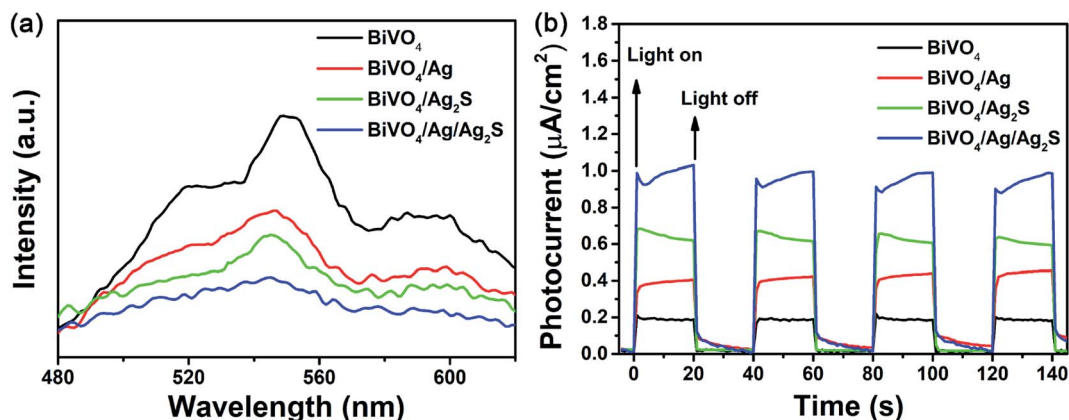 (a)
BiVO₄
BiVO₄/Ag
BiVO₄/Ag₂S
BiVO₄/Ag/Ag₂S
Intensity (a.u.)
480 520 560 600
Wavelength (nm)
(b)
BiVO₄
BiVO₄/Ag
BiVO₄/Ag₂S
BiVO₄/Ag/Ag₂S
Light on
Light off
Photocurrent (μA/cm²)
1.8
1.6
1.4
1.2
1.0
0.8
0.6
0.4
0.2
0.0
0 20 40 60 80 100 120 140
Time (s)